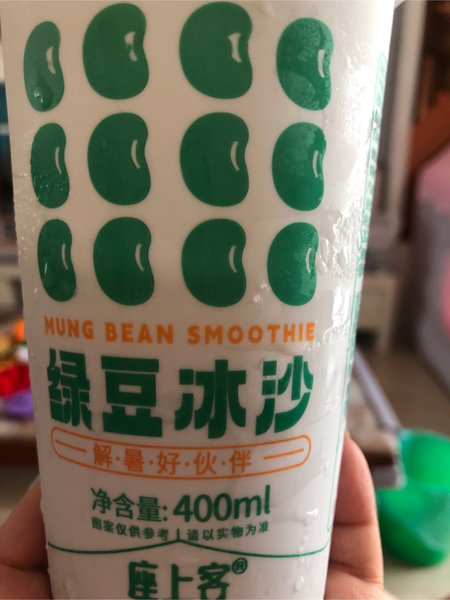 MUNG BEAN SMOOTHIE
绿豆冰沙
解·暑·好·伙·伴
净含量: 400ml
图案仅供参考 | 请以实物为准
座上客®